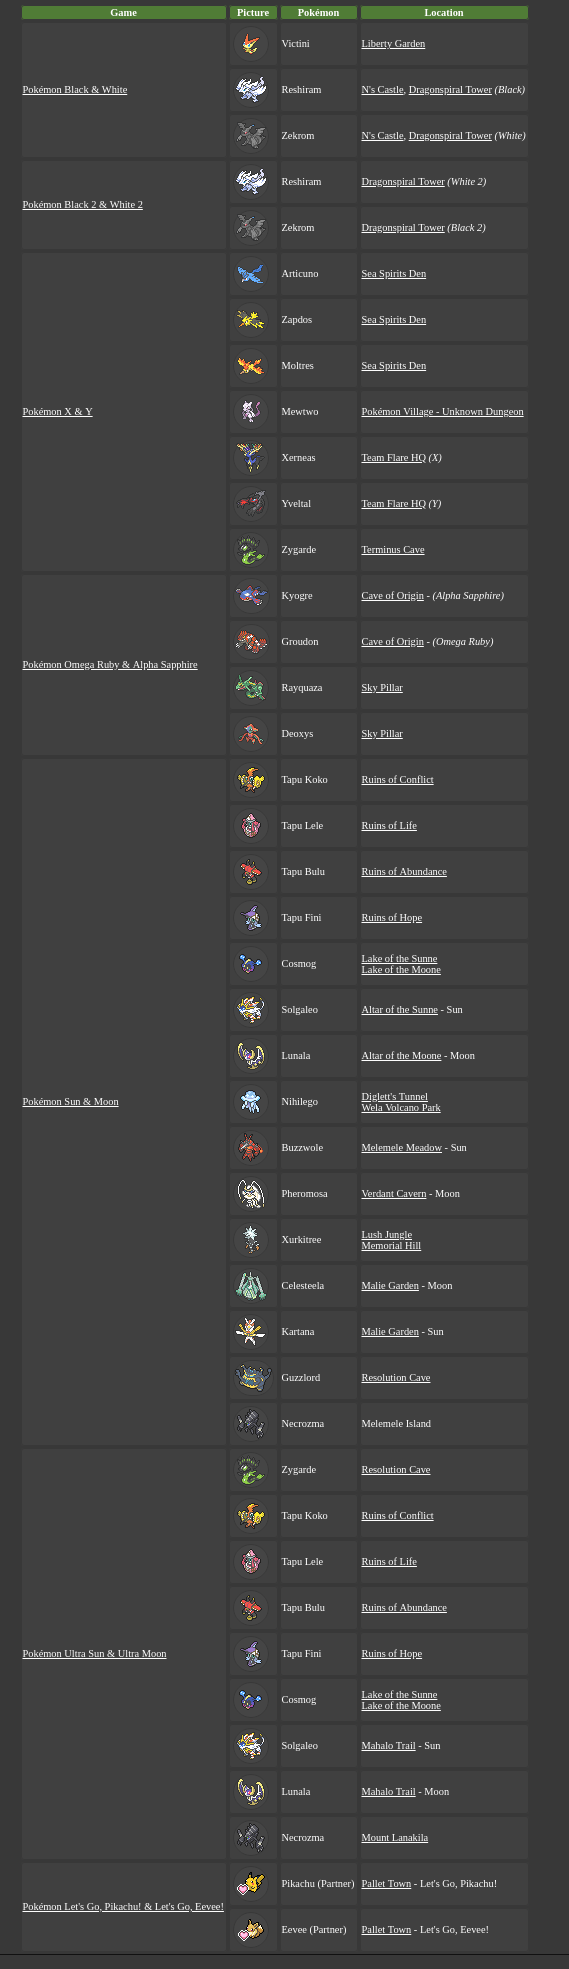 Game Picture Pokémon Location
Pokémon Black & White
Victini Liberty Garden
Reshiram N's Castle, Dragonspiral Tower (Black)
Zekrom N's Castle, Dragonspiral Tower (White)
Pokémon Black 2 & White 2
Reshiram Dragonspiral Tower (White 2)
Zekrom Dragonspiral Tower (Black 2)
Pokémon X & Y
Articuno Sea Spirits Den
Zapdos Sea Spirits Den
Moltres Sea Spirits Den
Mewtwo Pokémon Village - Unknown Dungeon
Xerneas Team Flare HQ (X)
Yveltal Team Flare HQ (Y)
Zygarde Terminus Cave
Pokémon Omega Ruby & Alpha Sapphire
Kyogre Cave of Origin - (Alpha Sapphire)
Groudon Cave of Origin - (Omega Ruby)
Rayquaza Sky Pillar
Deoxys Sky Pillar
Pokémon Sun & Moon
Tapu Koko Ruins of Conflict
Tapu Lele Ruins of Life
Tapu Bulu Ruins of Abundance
Tapu Fini Ruins of Hope
Cosmog Lake of the Sunne
Lake of the Moone
Solgaleo Altar of the Sunne - Sun
Lunala Altar of the Moone - Moon
Nihilego Diglett's Tunnel
Wela Volcano Park
Buzzwole Melemele Meadow - Sun
Pheromosa Verdant Cavern - Moon
Xurkitree Lush Jungle
Memorial Hill
Celesteela Malie Garden - Moon
Kartana Malie Garden - Sun
Guzzlord Resolution Cave
Necrozma Melemele Island
Pokémon Ultra Sun & Ultra Moon
Zygarde Resolution Cave
Tapu Koko Ruins of Conflict
Tapu Lele Ruins of Life
Tapu Bulu Ruins of Abundance
Tapu Fini Ruins of Hope
Cosmog Lake of the Sunne
Lake of the Moone
Solgaleo Mahalo Trail - Sun
Lunala Mahalo Trail - Moon
Necrozma Mount Lanakila
Pokémon Let's Go, Pikachu! & Let's Go, Eevee!
Pikachu (Partner) Pallet Town - Let's Go, Pikachu!
Eevee (Partner) Pallet Town - Let's Go, Eevee!